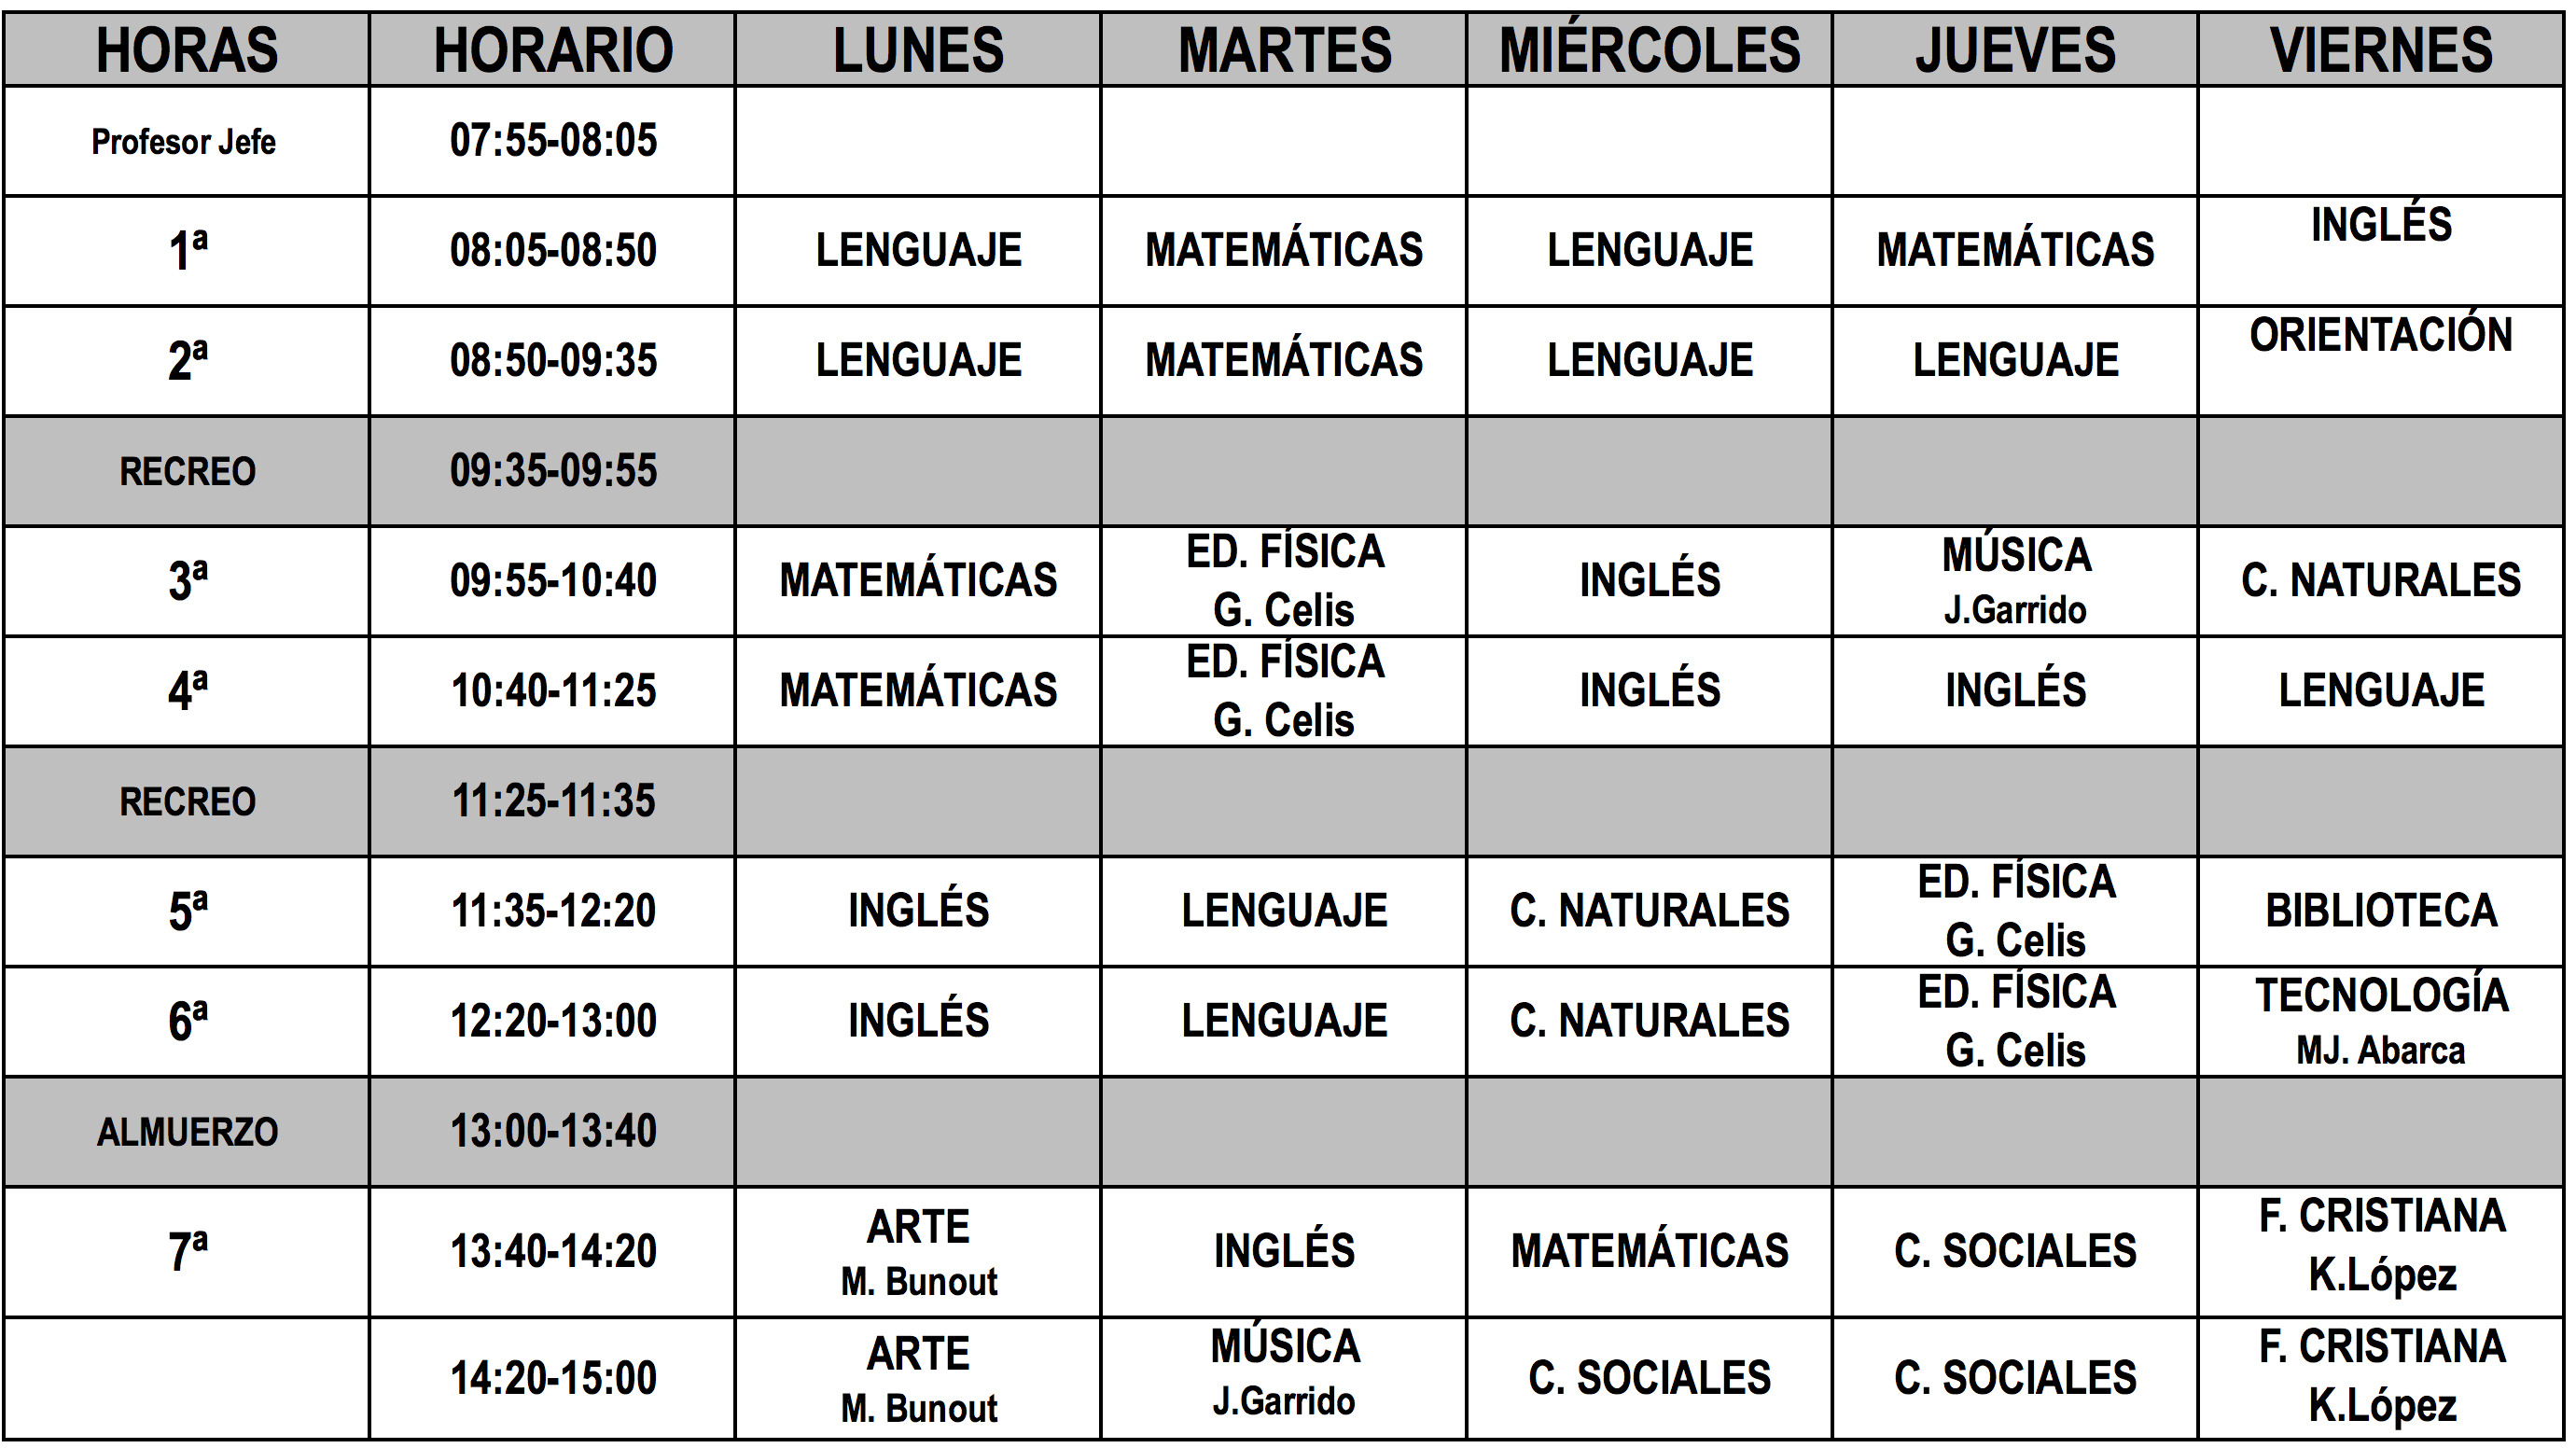 HORAS HORARIO LUNES MARTES MIÉRCOLES JUEVES VIERNES
Profesor Jefe 07:55-08:05
1ª 08:05-08:50 LENGUAJE MATEMÁTICAS LENGUAJE MATEMÁTICAS INGLÉS
2ª 08:50-09:35 LENGUAJE MATEMÁTICAS LENGUAJE LENGUAJE ORIENTACIÓN
RECREO 09:35-09:55
3ª 09:55-10:40 MATEMÁTICAS ED. FÍSICA INGLÉS MÚSICA C. NATURALES
G. Celis J.Garrido
4ª 10:40-11:25 MATEMÁTICAS ED. FÍSICA INGLÉS INGLÉS LENGUAJE
G. Celis
RECREO 11:25-11:35
5ª 11:35-12:20 INGLÉS LENGUAJE C. NATURALES ED. FÍSICA BIBLIOTECA
G. Celis
6ª 12:20-13:00 INGLÉS LENGUAJE C. NATURALES ED. FÍSICA TECNOLOGÍA
G. Celis MJ. Abarca
ALMUERZO 13:00-13:40
7ª 13:40-14:20 ARTE INGLÉS MATEMÁTICAS C. SOCIALES F. CRISTIANA
M. Bunout K.López
14:20-15:00 ARTE MÚSICA C. SOCIALES C. SOCIALES F. CRISTIANA
M. Bunout J.Garrido K.López